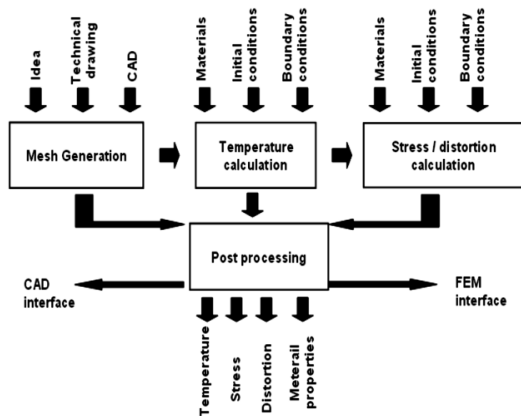 Idea
Technical
drawing
CAD
Materials
Initial
conditions
Boundary
conditions
Materials
Initial
conditions
Boundary
conditions
Mesh Generation
Temperature
calculation
Stress / distortion
calculation
Post processing
CAD
interface
FEM
interface
Temperature
Stress
Distortion
Meterail
properties